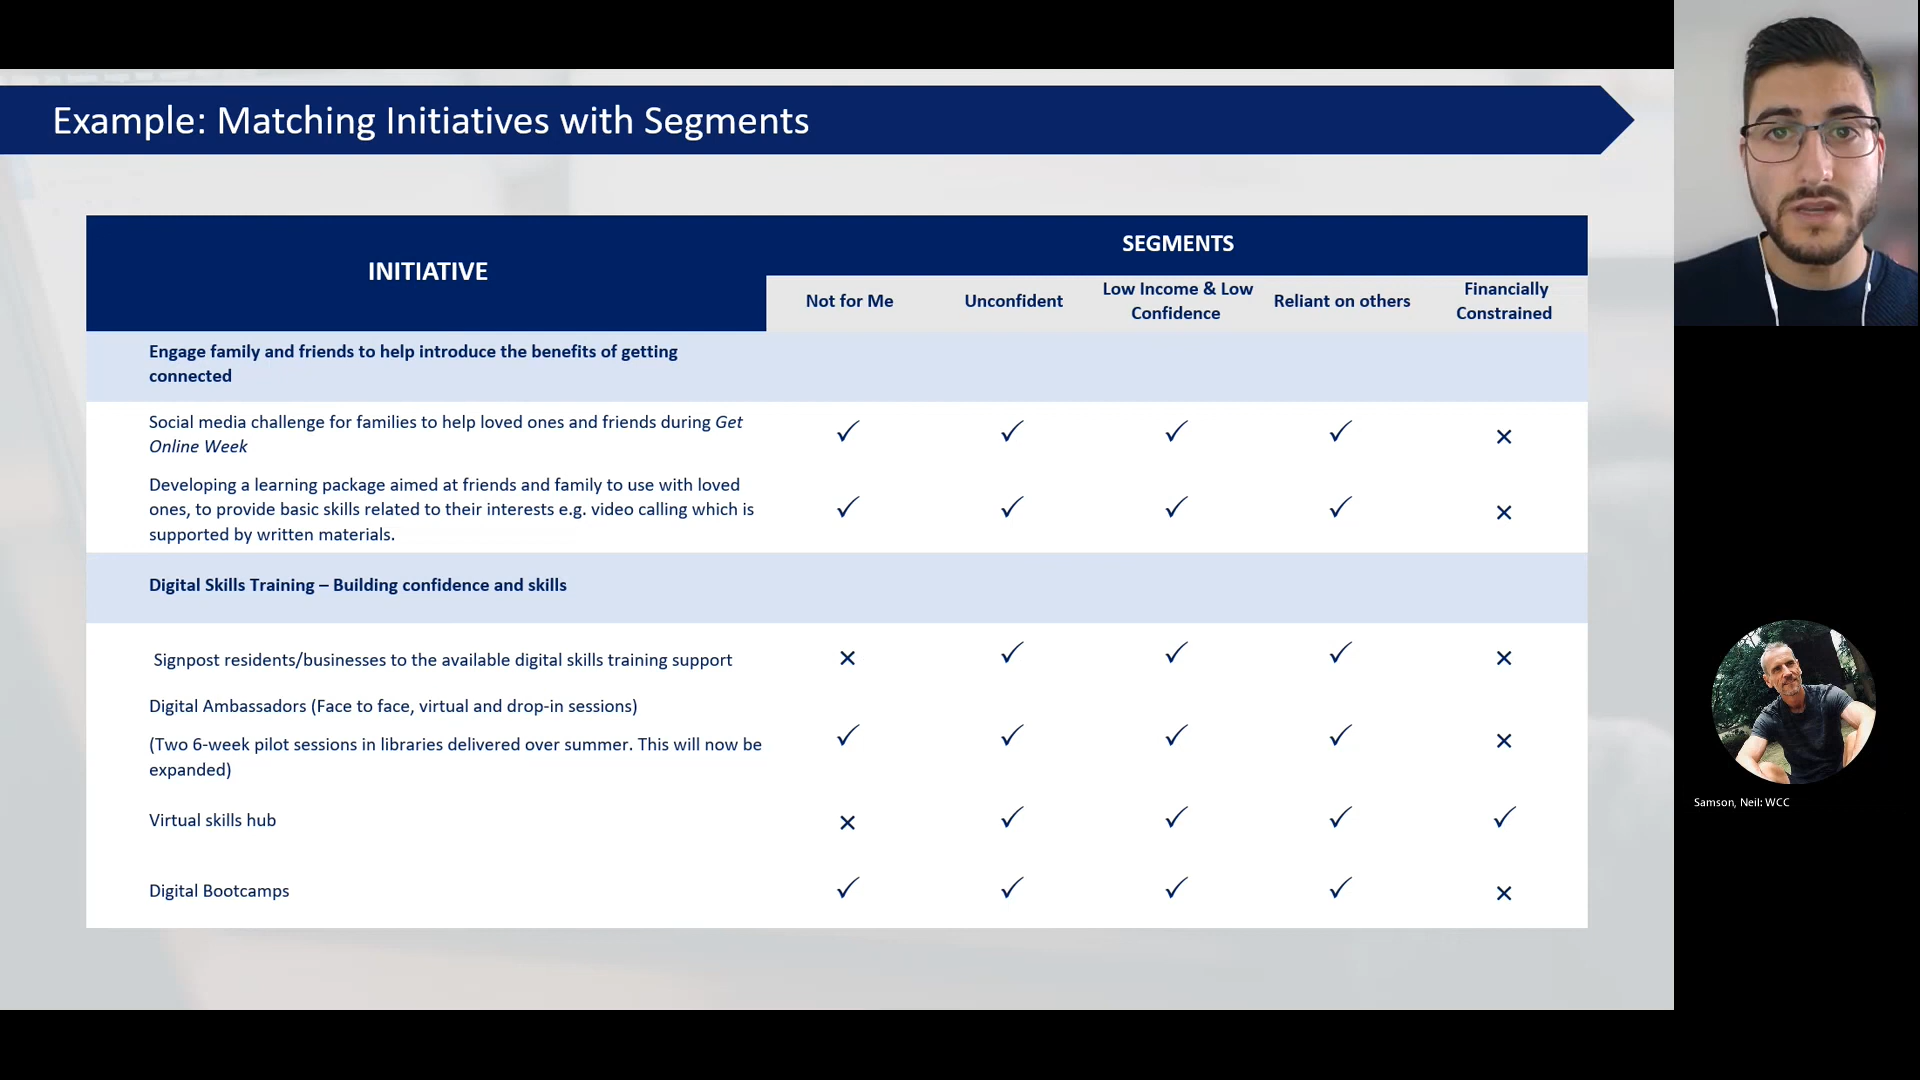 Example: Matching Initiatives with Segments
INITIATIVE
SEGMENTS
Not for Me
Unconfident
Low Income & Low
Confidence
Reliant on others
Financially
Constrained
Engage family and friends to help introduce the benefits of getting
connected
Social media challenge for families to help loved ones and friends during Get
Online Week
✓ ✓ ✓ ✓ ×
Developing a learning package aimed at friends and family to use with loved
ones, to provide basic skills related to their interests e.g. video calling which is
supported by written materials.
✓ ✓ ✓ ✓ ×
Digital Skills Training – Building confidence and skills
Signpost residents/businesses to the available digital skills training support
× ✓ ✓ ✓ ×
Digital Ambassadors (Face to face, virtual and drop-in sessions)
(Two 6-week pilot sessions in libraries delivered over summer. This will now be
expanded)
✓ ✓ ✓ ✓ ×
Virtual skills hub
× ✓ ✓ ✓ ✓
Digital Bootcamps
✓ ✓ ✓ ✓ ×
Samson, Neil: WCC